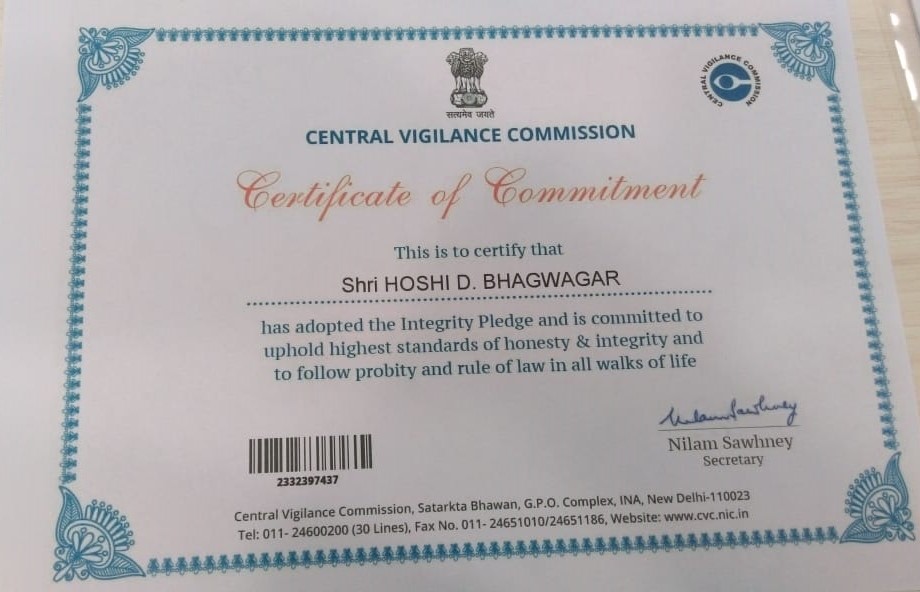 सत्यमेव जयते
CENTRAL VIGILANCE COMMISSION
CENTRAL VIGILANCE COMMISSION
Certificate of Commitment
This is to certify that
Shri HOSHI D. BHAGWAGAR
has adopted the Integrity Pledge and is committed to
uphold highest standards of honesty & integrity and
to follow probity and rule of law in all walks of life
Nilam Sawhney
Nilam Sawhney
Secretary
2332397437
Central Vigilance Commission, Satarkta Bhawan, G.P.O. Complex, INA, New Delhi-110023
Tel: 011- 24600200 (30 Lines), Fax No. 011- 24651010/24651186, Website: www.cvc.nic.in